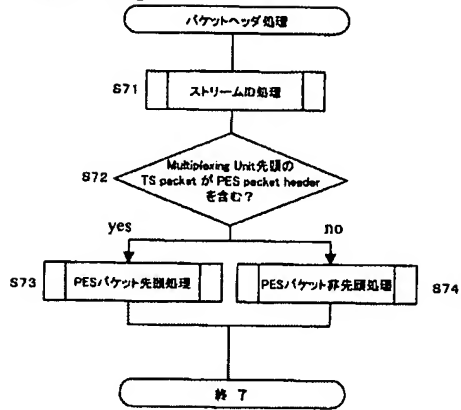 パケットヘッダ処理
S71
ストリームID処理
S72
Multiplexing Unit先頭の
TS packet が PES packet header
を含む?
yes
no
S73
PESパケット先頭処理
PESパケット非先頭処理
S74
終 了